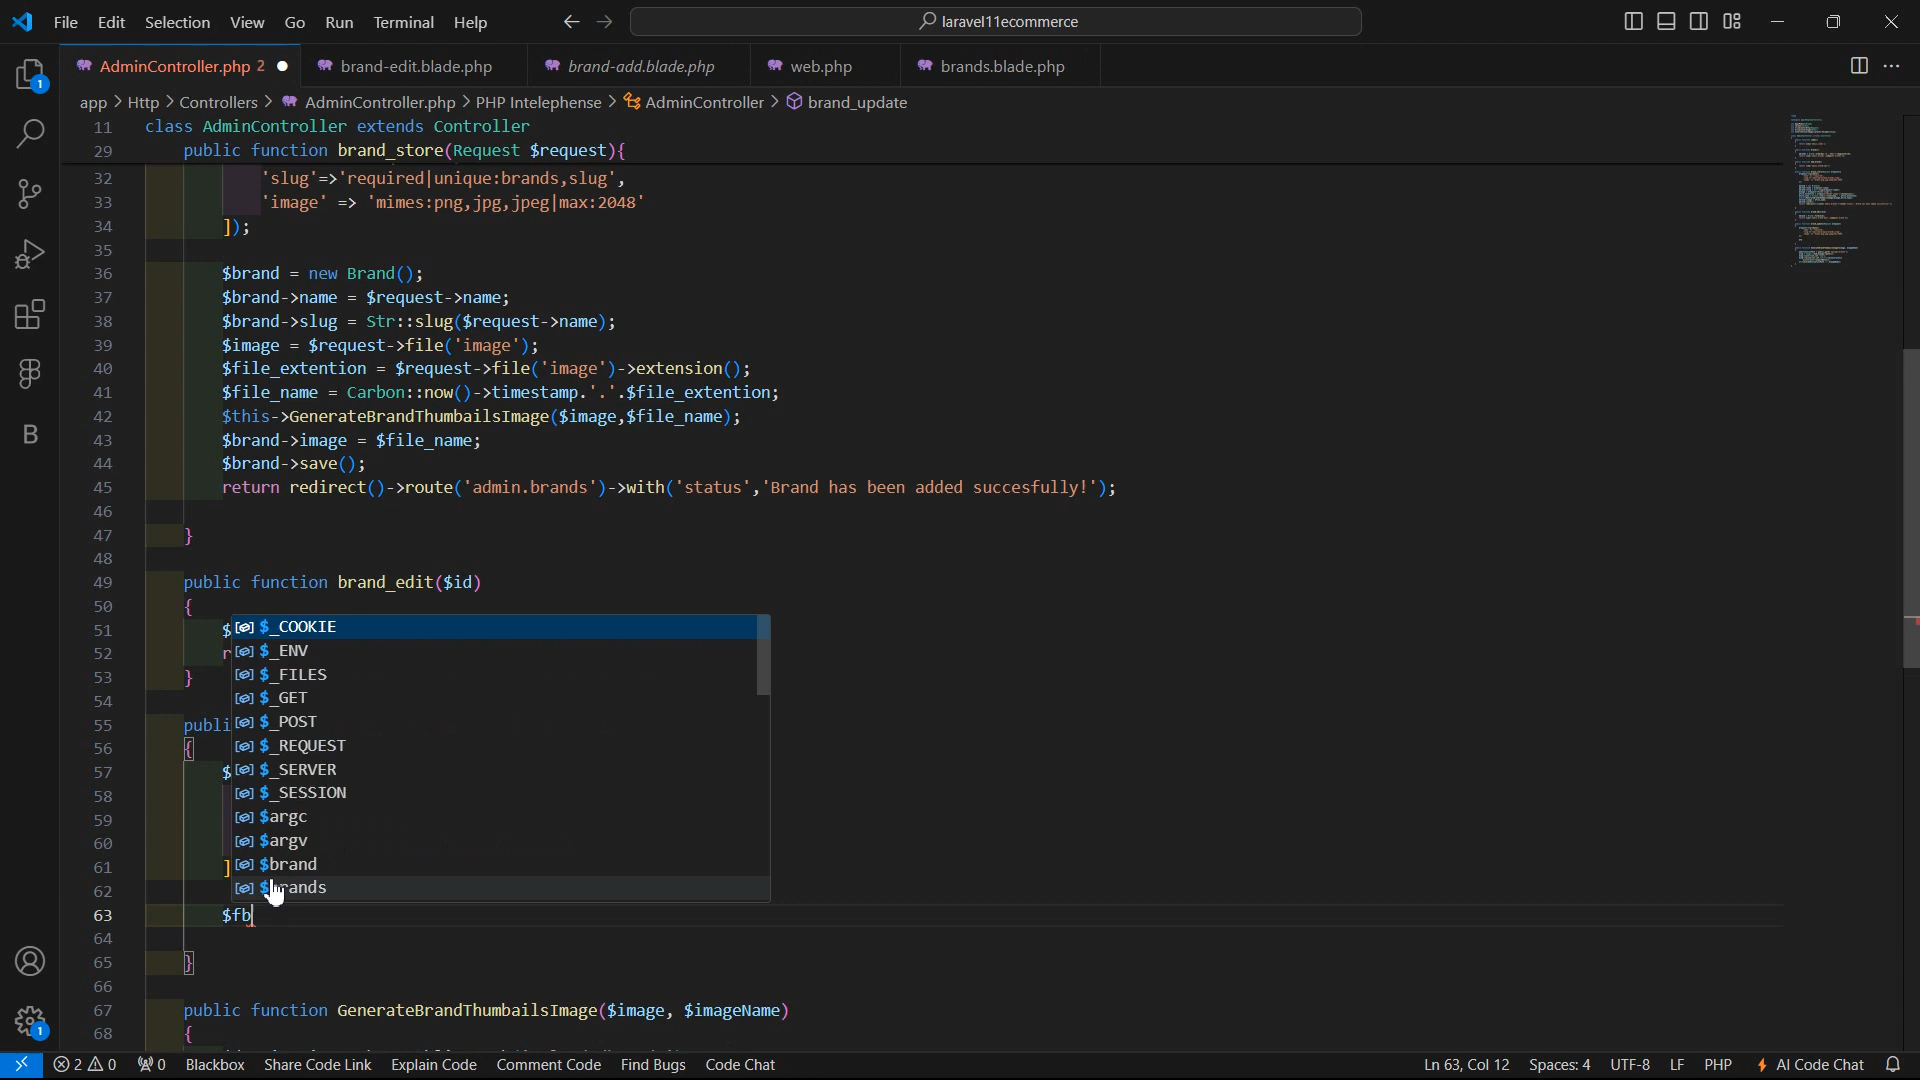 File Edit Selection View Go Run Terminal Help
laravel11ecommerce
AdminController.php 2
brand-edit.blade.php
brand-add.blade.php
web.php
brands.blade.php
app > Http > Controllers > AdminController.php > PHP Intelephense > AdminController > brand_update
11 class AdminController extends Controller
29 public function brand_store(Request $request){
32 'slug'=>'required|unique:brands,slug',
33 'image' => 'mimes:png,jpg,jpeg|max:2048'
34 ]);
35
36 $brand = new Brand();
37 $brand->name = $request->name;
38 $brand->slug = Str::slug($request->name);
39 $image = $request->file('image');
40 $file_extention = $request->file('image')->extension();
41 $file_name = Carbon::now()->timestamp.'.'.$file_extention;
42 $this->GenerateBrandThumbailsImage($image,$file_name);
43 $brand->image = $file_name;
44 $brand->save();
45 return redirect()->route('admin.brands')->with('status','Brand has been added succesfully!');
46
47 }
48
49 public function brand_edit($id)
50 {
51 $
52 r
53 }
54
55 publi
56 {
57 $
58
59
60
61 ]
62
63 $fb
64
65 }
66
67 public function GenerateBrandThumbailsImage($image, $imageName)
68 {
$_COOKIE
$_ENV
$_FILES
$_GET
$_POST
$_REQUEST
$_SERVER
$_SESSION
$argc
$argv
$brand
$brands
B
1
1
2 0 0 Blackbox Share Code Link Explain Code Comment Code Find Bugs Code Chat Ln 63, Col 12 Spaces: 4 UTF-8 LF PHP AI Code Chat